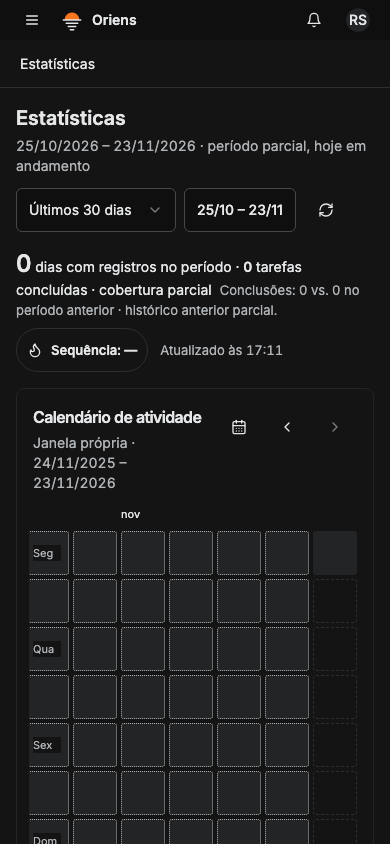 Oriens
RS
Estatísticas
Estatísticas
25/10/2026 – 23/11/2026 · período parcial, hoje em
andamento
Últimos 30 dias
25/10 – 23/11
0 dias com registros no período · 0 tarefas
concluídas · cobertura parcial Conclusões: 0 vs. 0 no
período anterior · histórico anterior parcial.
Sequência: —
Atualizado às 17:11
Calendário de atividade
Janela própria ·
24/11/2025 –
23/11/2026
nov
Seg
Qua
Sex
Dom